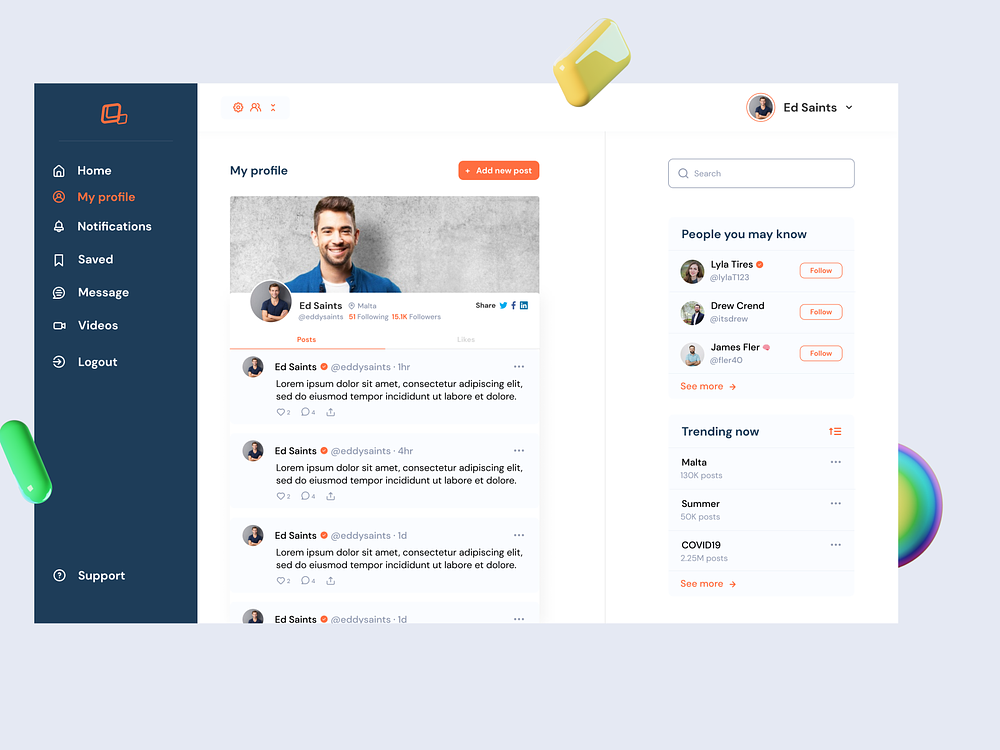 Home
My profile
Notifications
Saved
Message
Videos
Logout
Support
Ed Saints
My profile
+ Add new post
Ed Saints Malta
Share
@eddysaints 51 Following 15.1K Followers
Posts
Likes
Ed Saints @eddysaints · 1hr
Lorem ipsum dolor sit amet, consectetur adipiscing elit,
sed do eiusmod tempor incididunt ut labore et dolore.
2 4
Ed Saints @eddysaints · 4hr
Lorem ipsum dolor sit amet, consectetur adipiscing elit,
sed do eiusmod tempor incididunt ut labore et dolore.
2 4
Ed Saints @eddysaints · 1d
Lorem ipsum dolor sit amet, consectetur adipiscing elit,
sed do eiusmod tempor incididunt ut labore et dolore.
2 4
Ed Saints @eddysaints · 1d
Search
People you may know
Lyla Tires
@lylaT123
Follow
Drew Crend
@itsdrew
Follow
James Fler
@fler40
Follow
See more →
Trending now
Malta
130K posts
Summer
50K posts
COVID19
2.25M posts
See more →